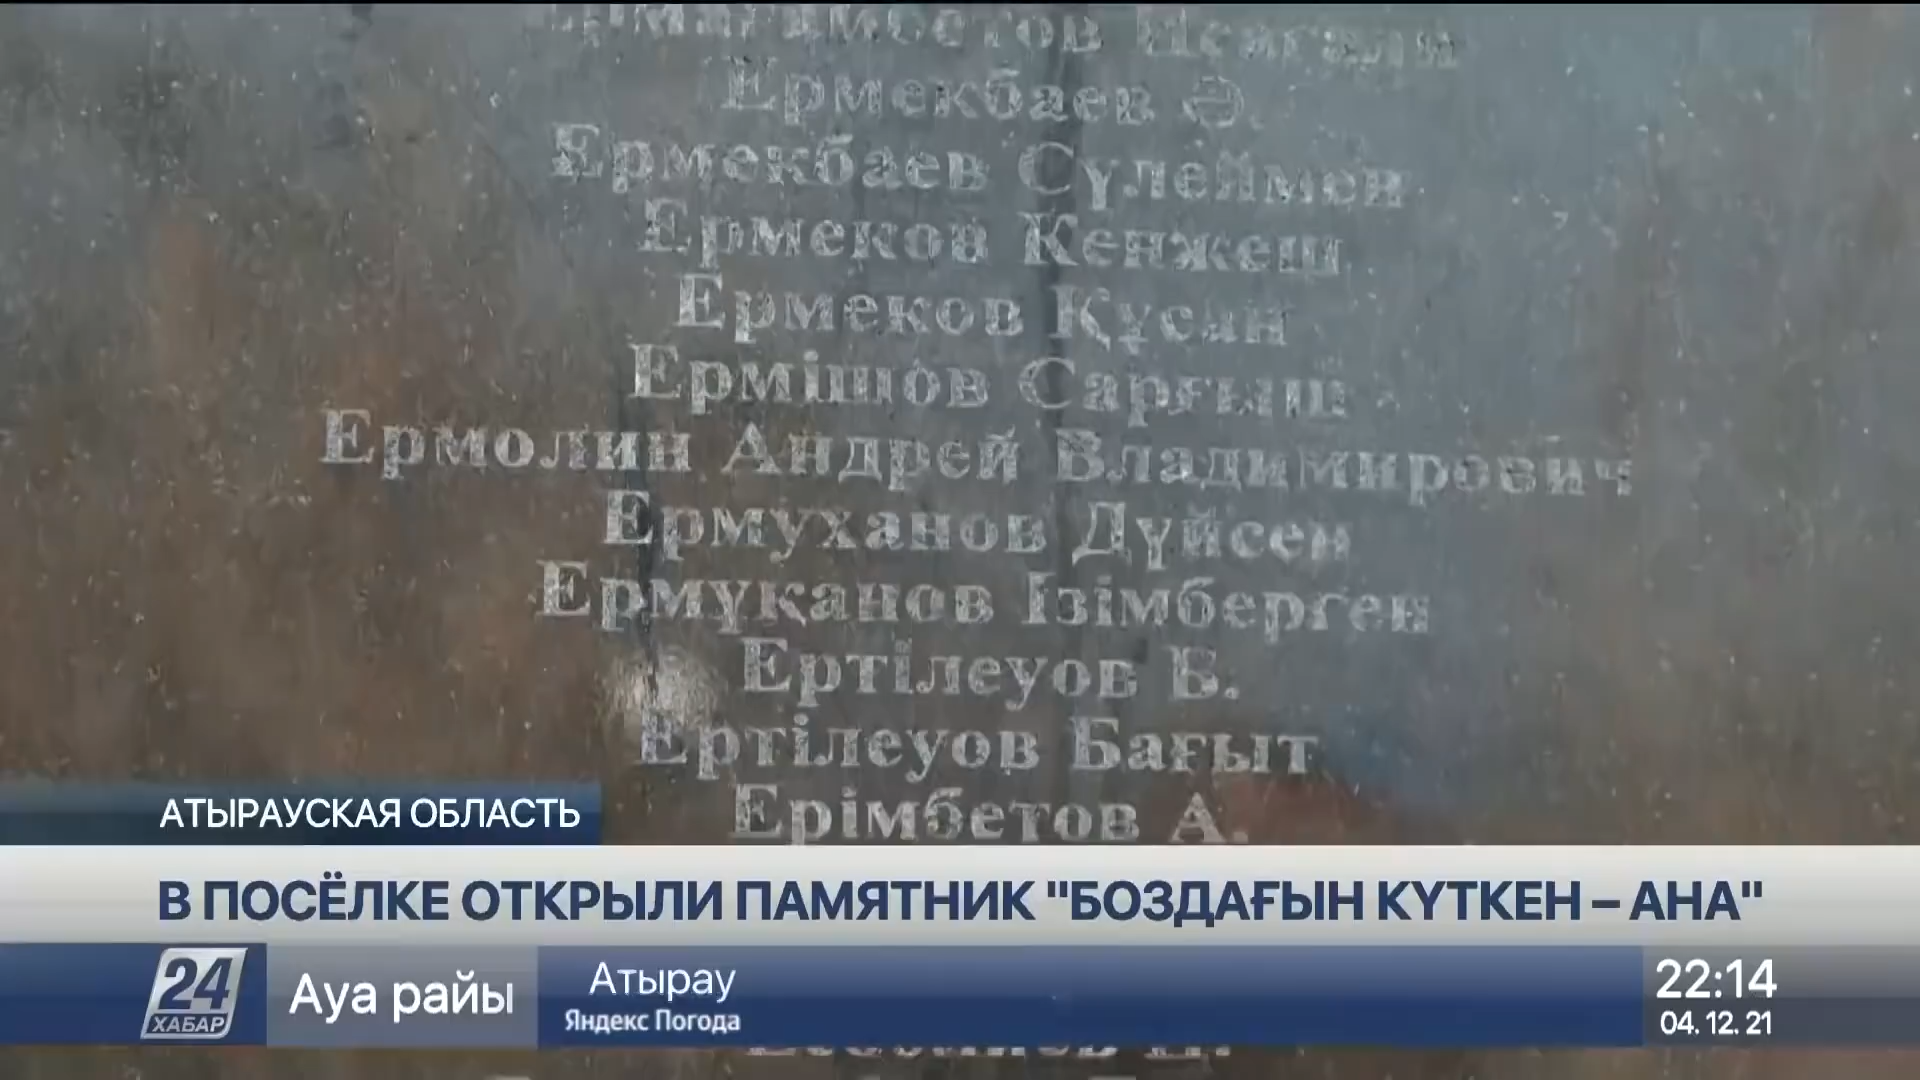 Ермекбаев Ә.
Ермекбаев Сүлеймен
Ермеков Кенжеш
Ермеков Құсан
Ермішов Сарғыш
Ермолин Андрей Владимирович
Ермуханов Дүйсен
Ермұқанов Ізімберген
Ертілеуов Б.
Ертілеуов Бағыт
Ерімбетов А.
АТЫРАУСКАЯ ОБЛАСТЬ
В ПОСЁЛКЕ ОТКРЫЛИ ПАМЯТНИК "БОЗДАҒЫН КҮТКЕН – АНА"
24
ХАБАР
Ауа райы
Атырау
Яндекс Погода
22:14
04. 12. 21